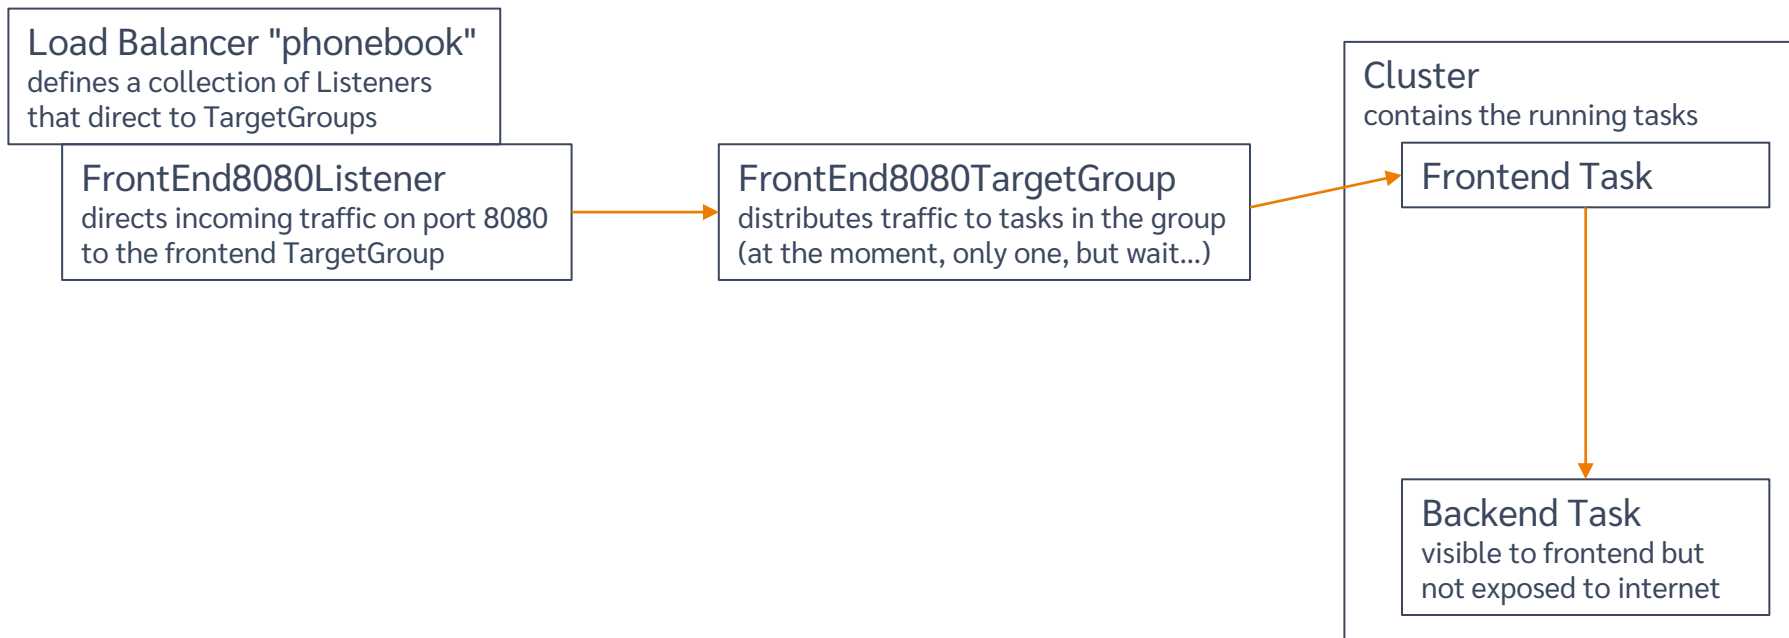 Load Balancer "phonebook"
defines a collection of Listeners
that direct to TargetGroups
FrontEnd8080Listener
directs incoming traffic on port 8080
to the frontend TargetGroup
FrontEnd8080TargetGroup
distributes traffic to tasks in the group
(at the moment, only one, but wait...)
Cluster
contains the running tasks
Frontend Task
Backend Task
visible to frontend but
not exposed to internet